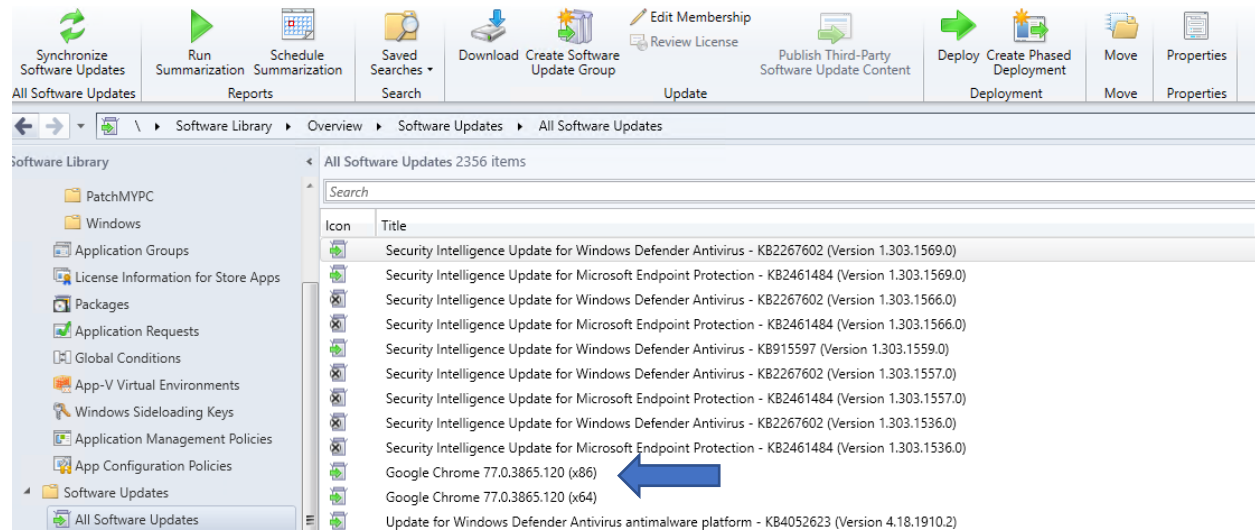 Synchronize
Software Updates
Run
Summarization
Schedule
Summarization
Saved
Searches
Download
Create Software
Update Group
Edit Membership
Review License
Publish Third-Party
Software Update Content
Deploy
Create Phased
Deployment
Move
Properties
All Software Updates
Reports
Search
Update
Deployment
Move
Properties
\ Software Library Overview Software Updates All Software Updates
Software Library
PatchMYPC
Windows
Application Groups
License Information for Store Apps
Packages
Application Requests
Global Conditions
App-V Virtual Environments
Windows Sideloading Keys
Application Management Policies
App Configuration Policies
Software Updates
All Software Updates
All Software Updates 2356 items
Search
Icon Title
Security Intelligence Update for Windows Defender Antivirus - KB2267602 (Version 1.303.1569.0)
Security Intelligence Update for Microsoft Endpoint Protection - KB2461484 (Version 1.303.1569.0)
Security Intelligence Update for Windows Defender Antivirus - KB2267602 (Version 1.303.1566.0)
Security Intelligence Update for Microsoft Endpoint Protection - KB2461484 (Version 1.303.1566.0)
Security Intelligence Update for Windows Defender Antivirus - KB915597 (Version 1.303.1559.0)
Security Intelligence Update for Windows Defender Antivirus - KB2267602 (Version 1.303.1557.0)
Security Intelligence Update for Microsoft Endpoint Protection - KB2461484 (Version 1.303.1557.0)
Security Intelligence Update for Windows Defender Antivirus - KB2267602 (Version 1.303.1536.0)
Security Intelligence Update for Microsoft Endpoint Protection - KB2461484 (Version 1.303.1536.0)
Google Chrome 77.0.3865.120 (x86)
Google Chrome 77.0.3865.120 (x64)
Update for Windows Defender Antivirus antimalware platform - KB4052623 (Version 4.18.1910.2)